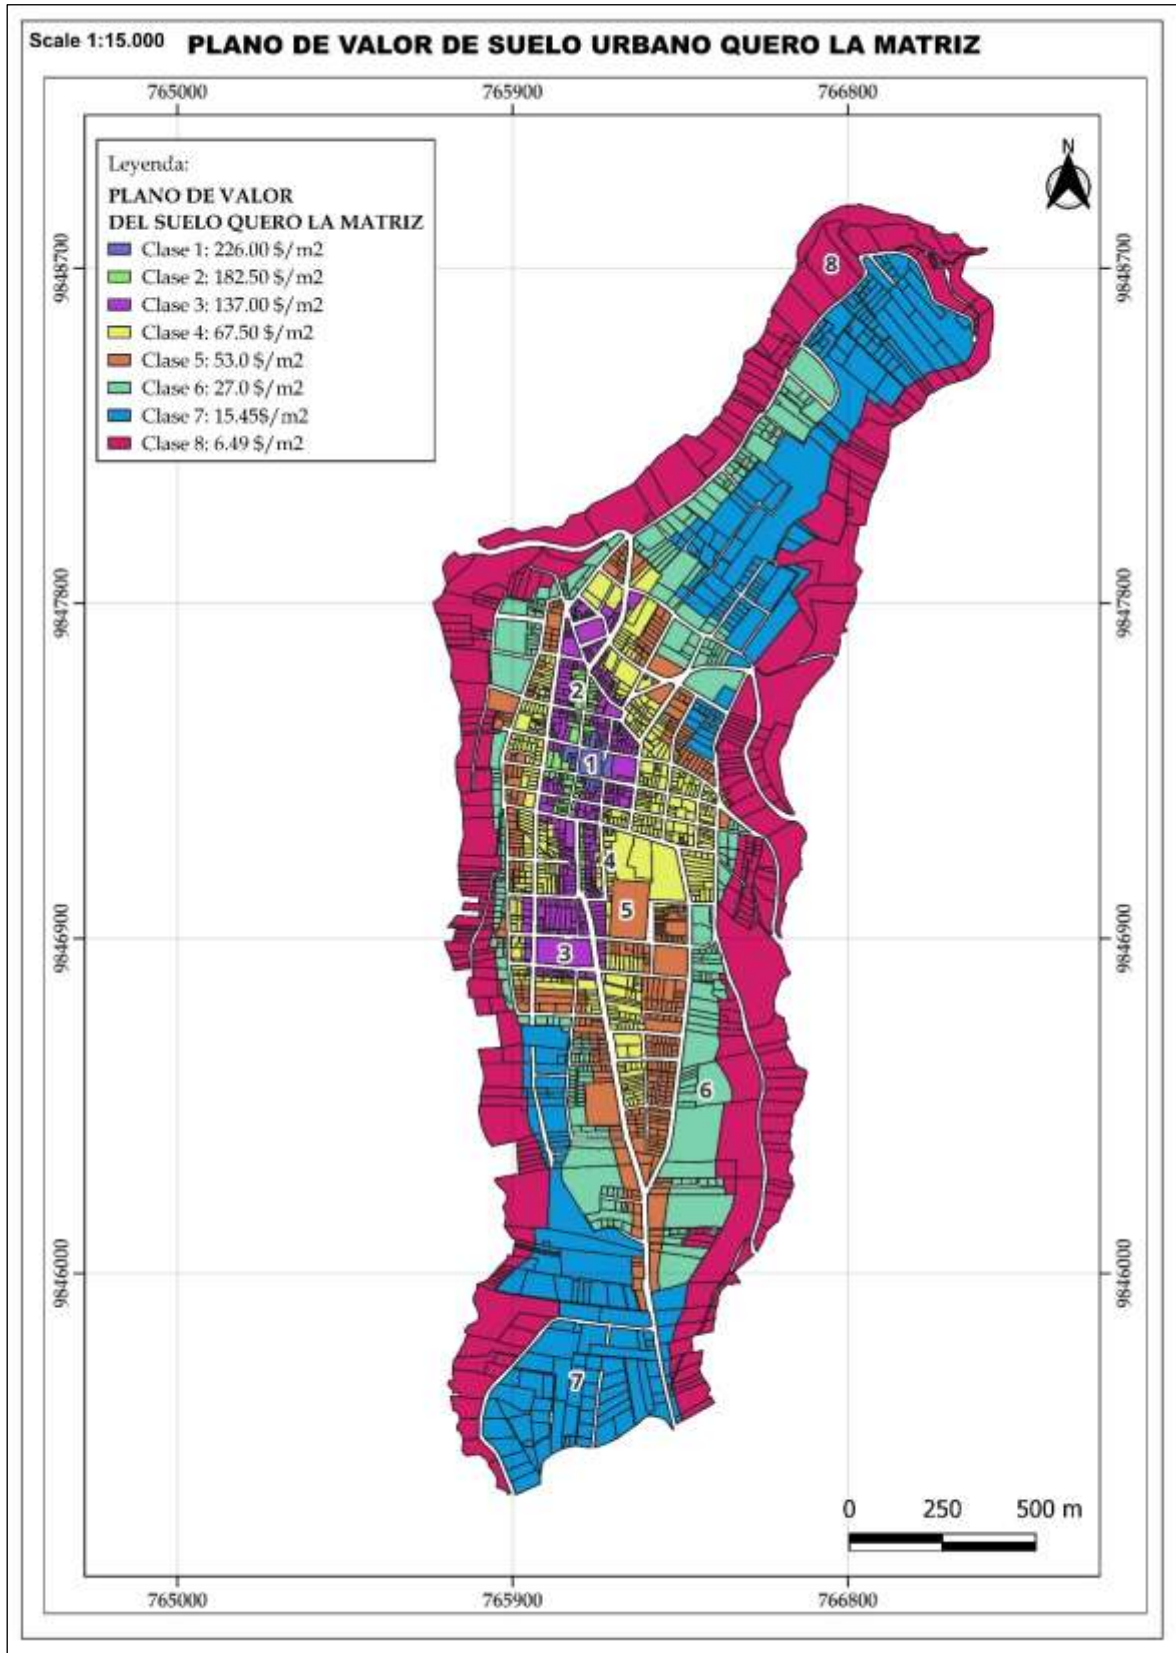 Scale 1:15.000
PLANO DE VALOR DE SUELO URBANO QUERO LA MATRIZ
765000
765900
766800
Leyenda:
PLANO DE VALOR
DEL SUELO QUERO LA MATRIZ
Clase 1: 226.00 $/m2
Clase 2: 182.50 $/m2
Clase 3: 137.00 $/m2
Clase 4: 67.50 $/m2
Clase 5: 53.0 $/m2
Clase 6: 27.0 $/m2
Clase 7: 15.45$/m2
Clase 8: 6.49 $/m2
N
8
9848700
9848700
9847800
9847800
2
1
4
5
3
9846900
9846900
6
9846000
9846000
7
0 250 500 m
765000
765900
766800